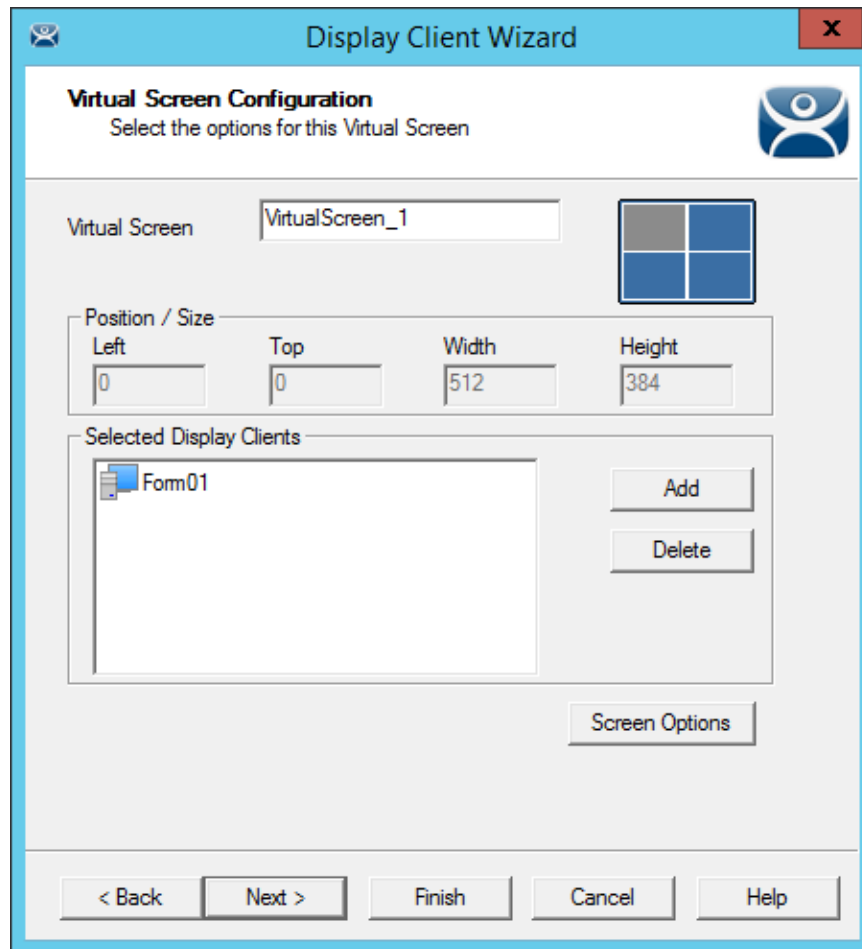 Display Client Wizard
x
Virtual Screen Configuration
Select the options for this Virtual Screen
Virtual Screen
VirtualScreen_1
Position / Size
Left Top Width Height
0 0 512 384
Selected Display Clients
Form01
Add
Delete
Screen Options
< Back Next > Finish Cancel Help